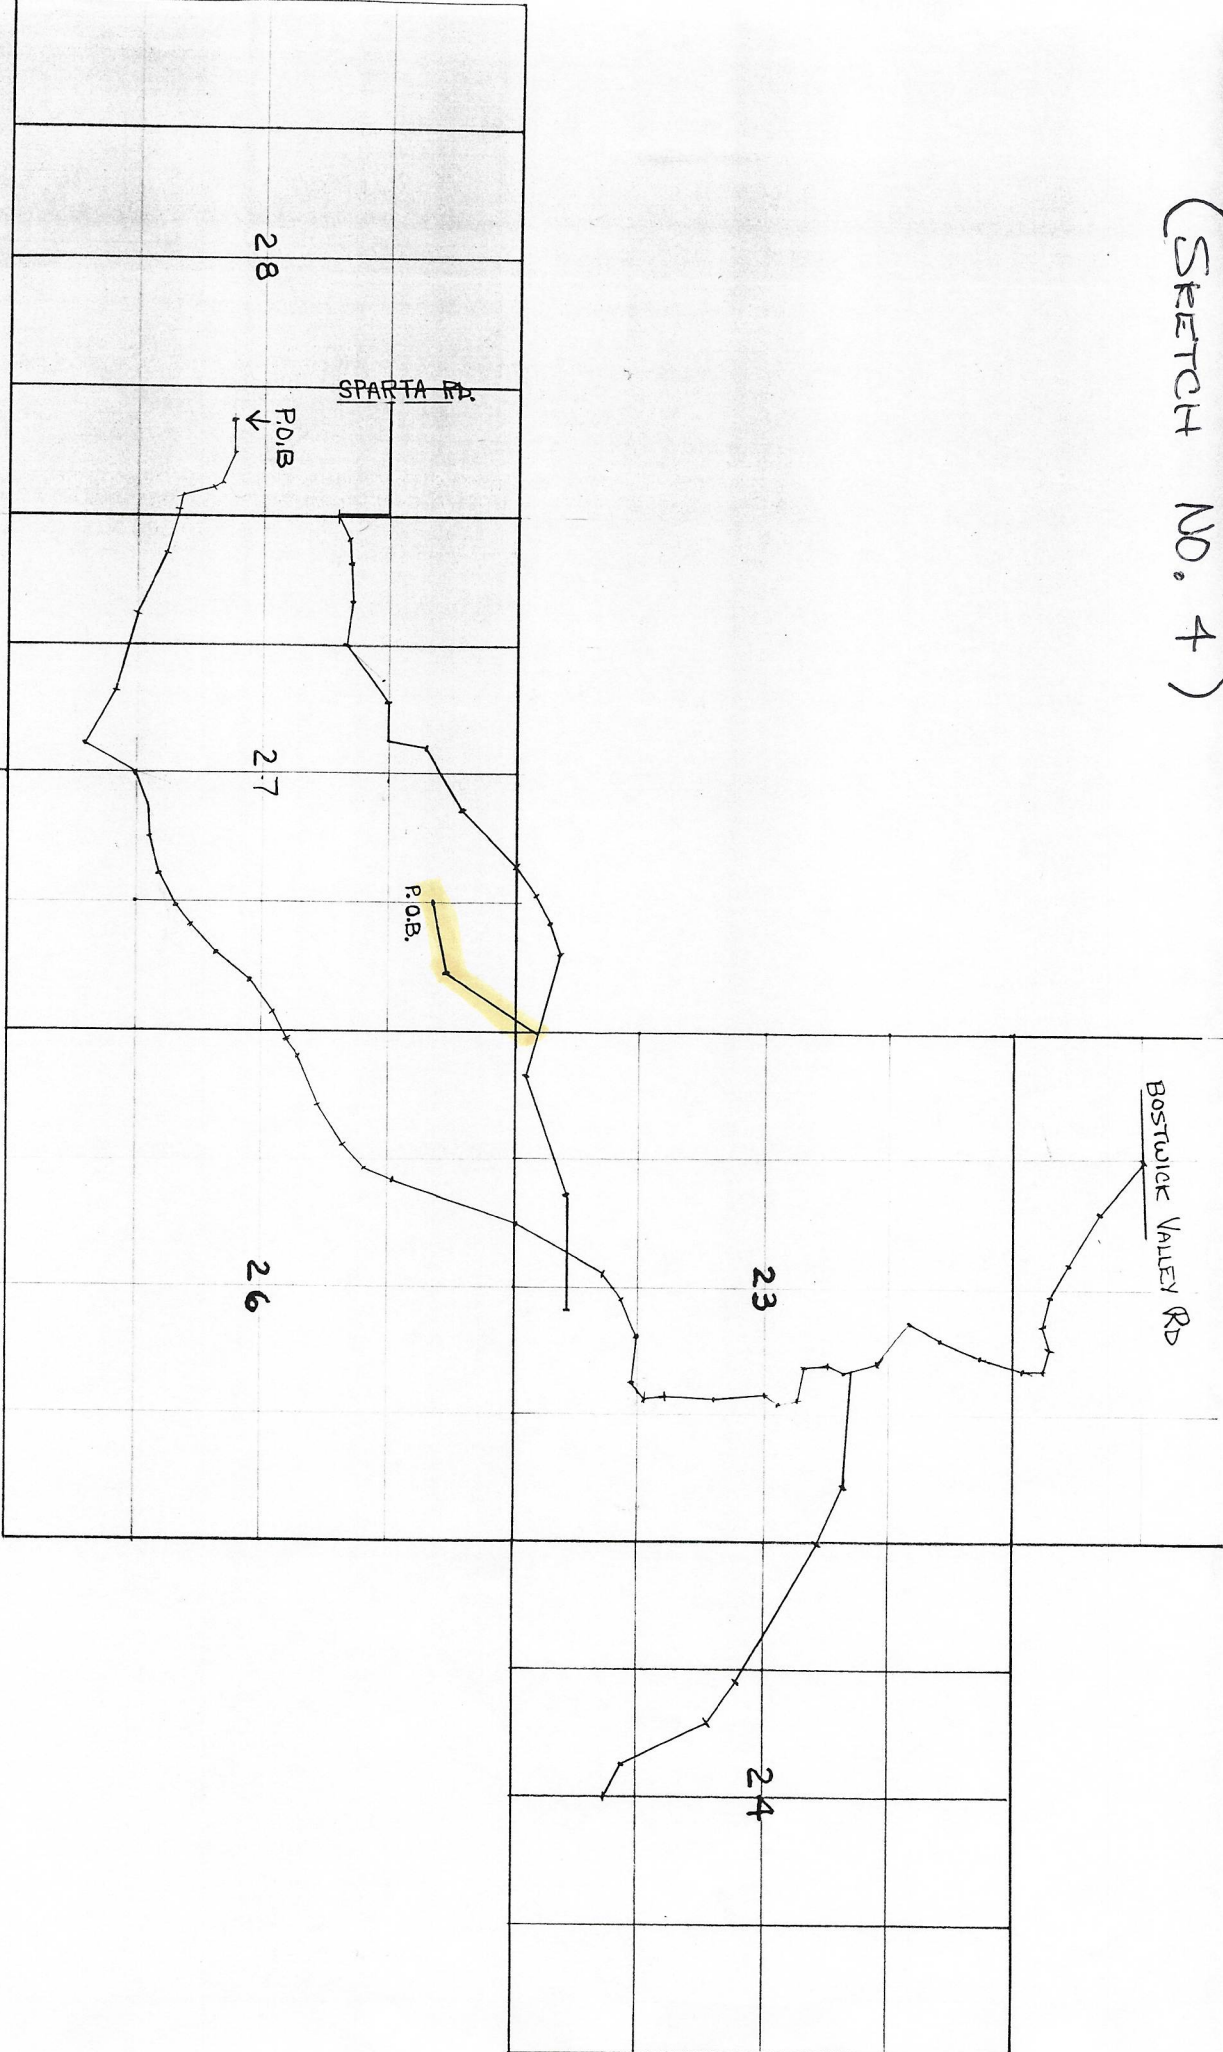 (SKETCH NO. 4)
BOSTWICK VALLEY RD
23
24
SPARTA RD.
P.O.B
P.O.B.
28
27
26